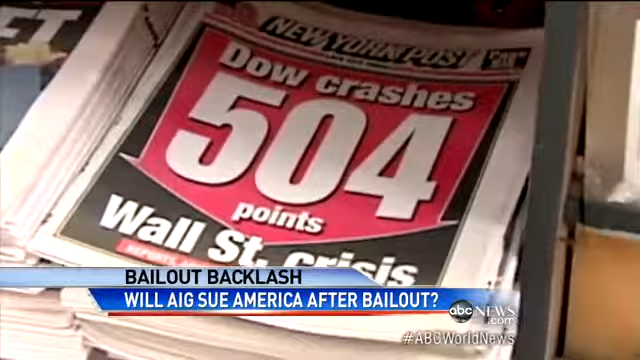 ET
NEW YORK POST
Dow crashes
504
points
Wall St. crisis
BAILOUT BACKLASH
WILL AIG SUE AMERICA AFTER BAILOUT?
abc NEWS
.com
#ABCWorldNews